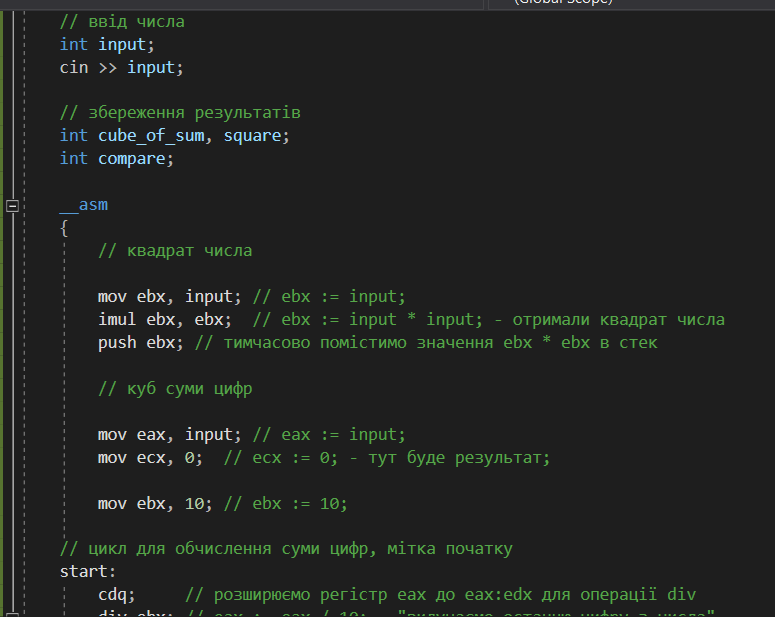 (Global Scope)
// ввід числа
int input;
cin >> input;
// збереження результатів
int cube_of_sum, square;
int compare;
__asm
{
// квадрат числа
mov ebx, input; // ebx := input;
imul ebx, ebx;  // ebx := input * input; - отримали квадрат числа
push ebx; // тимчасово помістимо значення ebx * ebx в стек
// куб суми цифр
mov eax, input; // eax := input;
mov ecx, 0;  // ecx := 0; - тут буде результат;
mov ebx, 10; // ebx := 10;
// цикл для обчислення суми цифр, мітка початку
start:
cdq;     // розширюємо регістр eax до eax:edx для операції div
div ebx; // eax := eax / 10; "вилучаємо останню цифру з числа"